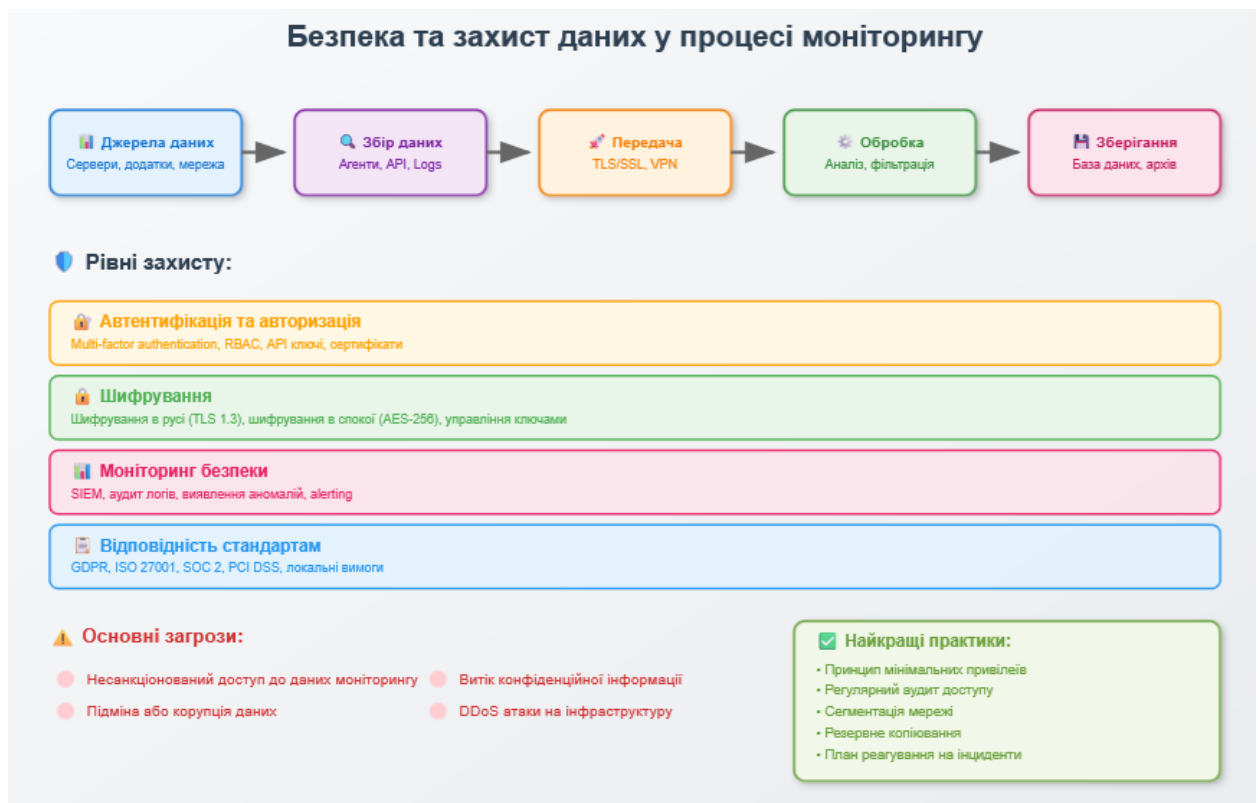 Безпека та захист даних у процесі моніторингу
Джерела даних
Сервери, додатки, мережа
Збір даних
Агенти, API, Logs
Передача
TLS/SSL, VPN
Обробка
Аналіз, фільтрація
Зберігання
База даних, архів
Рівні захисту:
Автентифікація та авторизація
Multi-factor authentication, RBAC, API ключі, сертифікати
Шифрування
Шифрування в русі (TLS 1.3), шифрування в спокої (AES-256), управління ключами
Моніторинг безпеки
SIEM, аудит логів, виявлення аномалій, alerting
Відповідність стандартам
GDPR, ISO 27001, SOC 2, PCI DSS, локальні вимоги
Основні загрози:
Несанкціонований доступ до даних моніторингу
Витік конфіденційної інформації
Підміна або корупція даних
DDoS атаки на інфраструктуру
Найкращі практики:
• Принцип мінімальних привілеїв
• Регулярний аудит доступу
• Сегментація мережі
• Резервне копіювання
• План реагування на інциденти